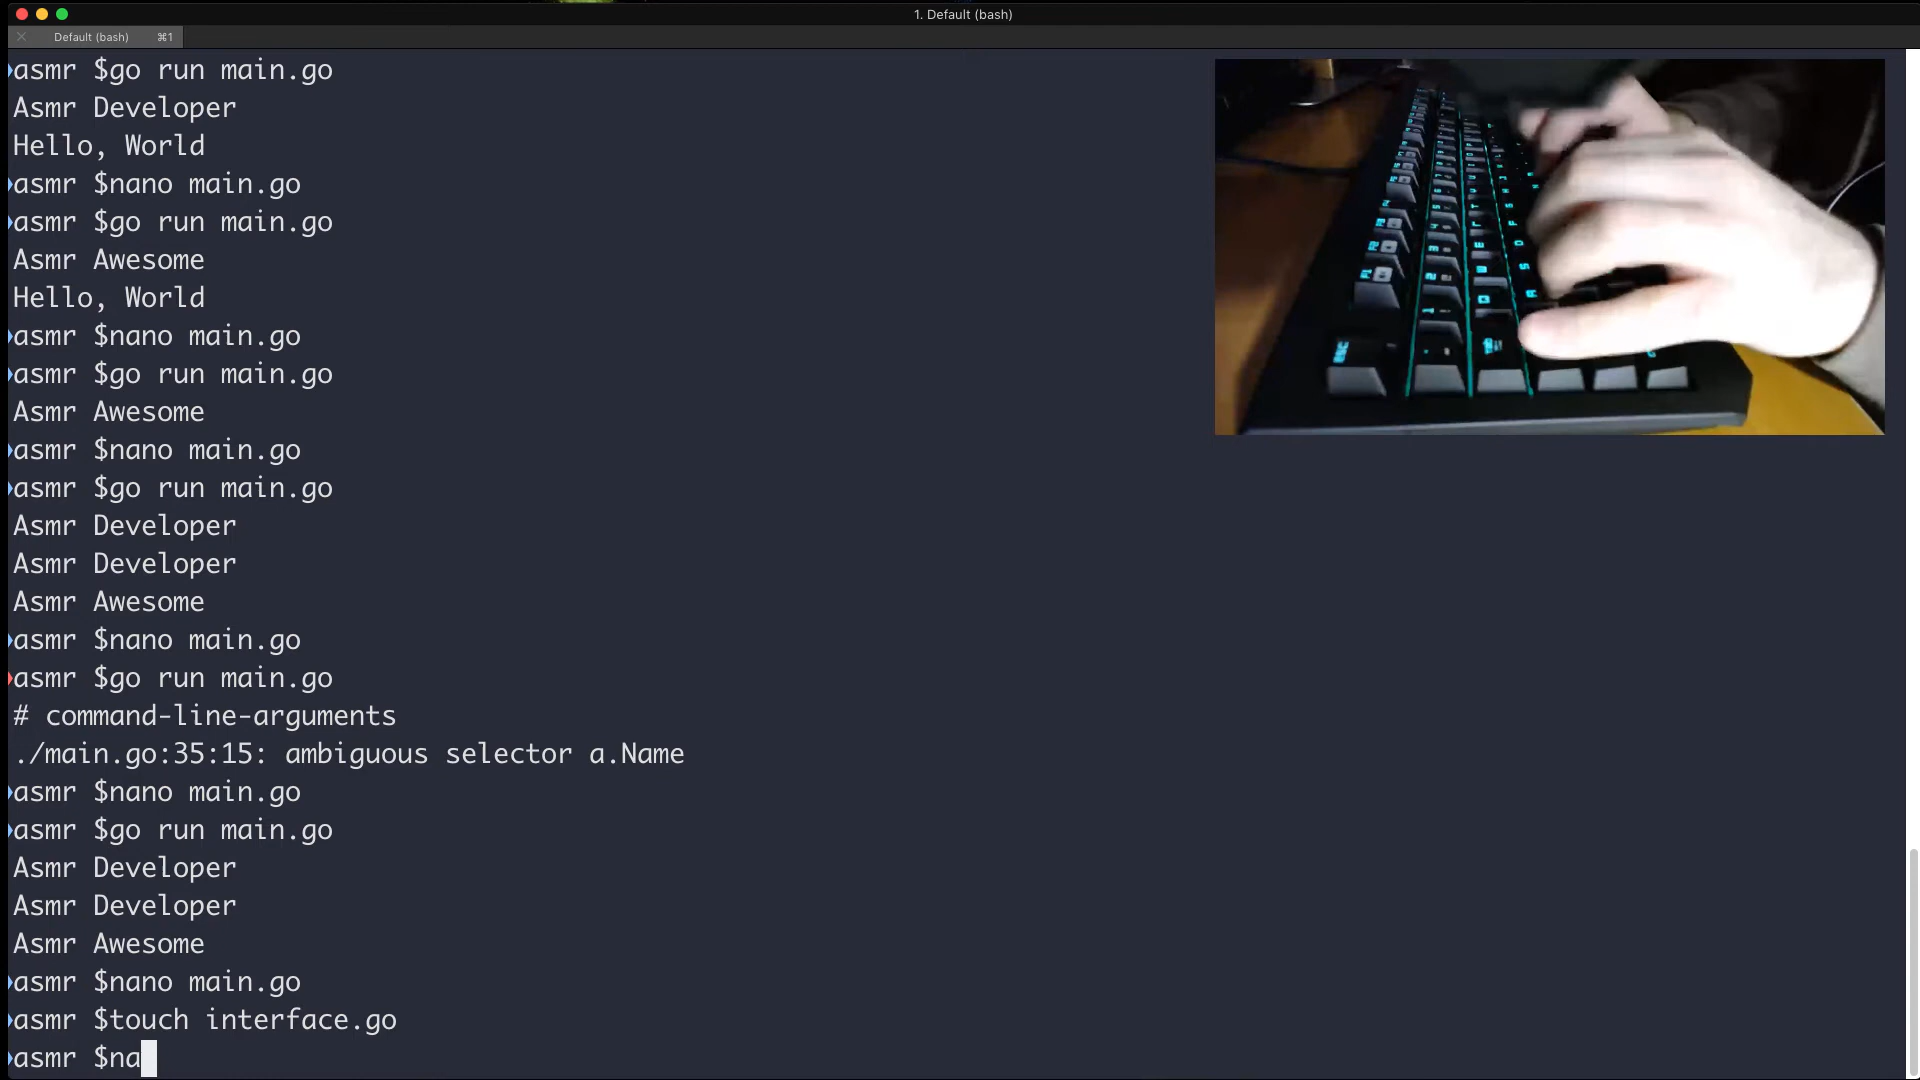 1. Default (bash)
Default (bash) ⌘1
asmr $go run main.go
Asmr Developer
Hello, World
asmr $nano main.go
asmr $go run main.go
Asmr Awesome
Hello, World
asmr $nano main.go
asmr $go run main.go
Asmr Awesome
asmr $nano main.go
asmr $go run main.go
Asmr Developer
Asmr Developer
Asmr Awesome
asmr $nano main.go
asmr $go run main.go
# command-line-arguments
./main.go:35:15: ambiguous selector a.Name
asmr $nano main.go
asmr $go run main.go
Asmr Developer
Asmr Developer
Asmr Awesome
asmr $nano main.go
asmr $touch interface.go
asmr $na